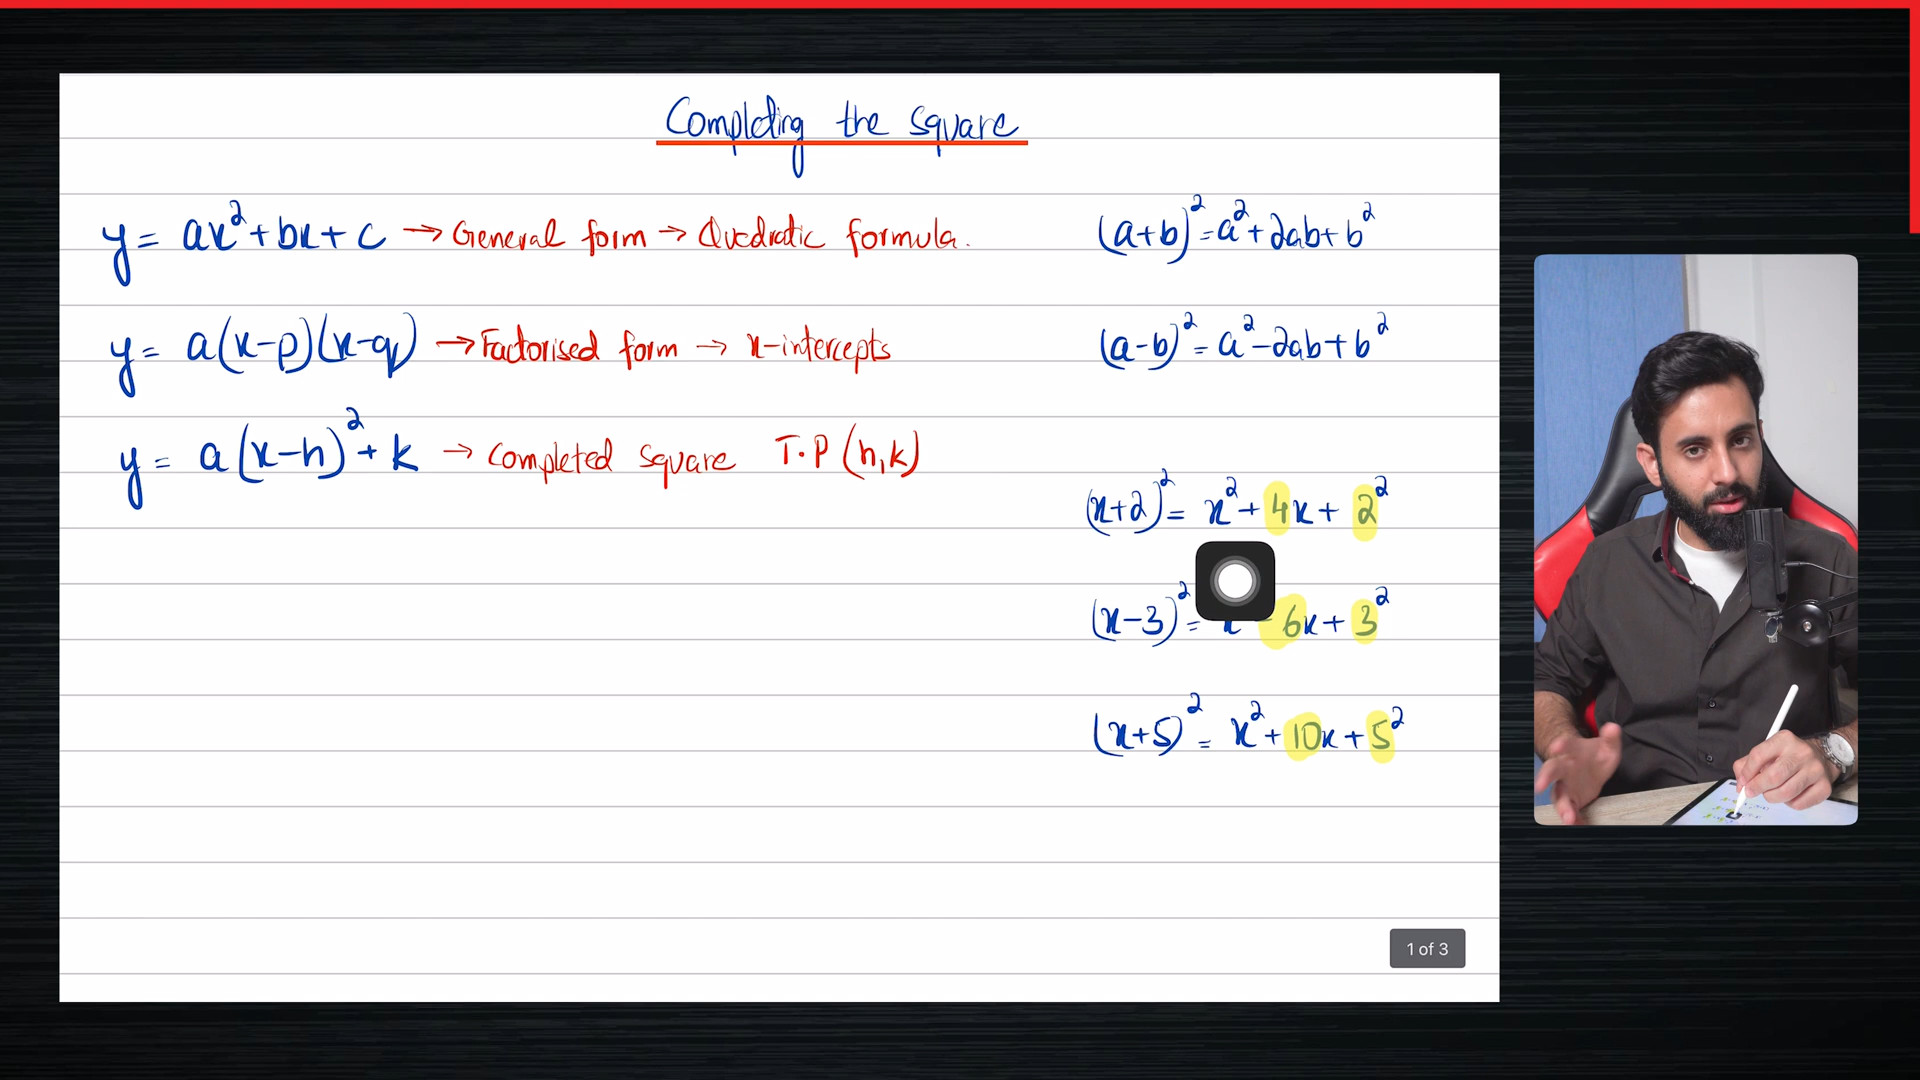 Completing the square
y = ax² + bx + c → General form → Quadratic formula.
(a+b)² = a² + 2ab + b²
y = a(x-p)(x-q) → Factorised form → x-intercepts
(a-b)² = a² - 2ab + b²
y = a(x-h)² + k → Completed square T.P (h,k)
(x+2)² = x² + 4x + 2²
(x-3)² = x - 6x + 3²
(x+5)² = x² + 10x + 5²
1 of 3